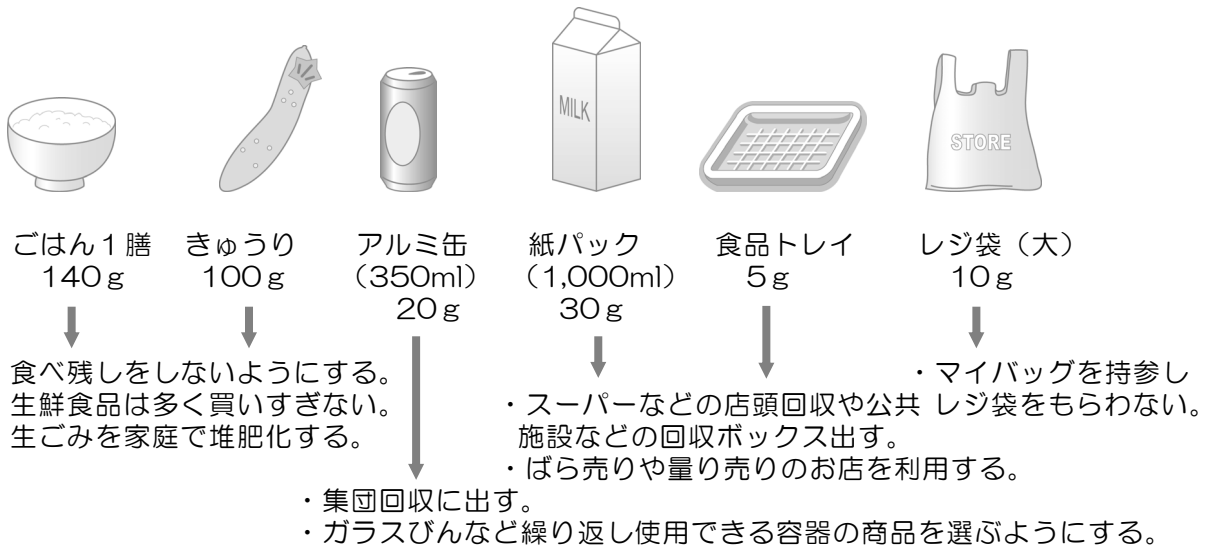 MILK
STORE
ごはん1膳
140g
きゅうり
100g
アルミ缶
(350ml)
20g
紙パック
(1,000ml)
30g
食品トレイ
5g
レジ袋(大)
10g
食べ残しをしないようにする。
生鮮食品は多く買いすぎない。
生ごみを家庭で堆肥化する。
・集団回収に出す。
・ガラスびんなど繰り返し使用できる容器の商品を選ぶようにする。
・スーパーなどの店頭回収や公共
施設などの回収ボックス出す。
・ばら売りや量り売りのお店を利用する。
・マイバッグを持参し
レジ袋をもらわない。